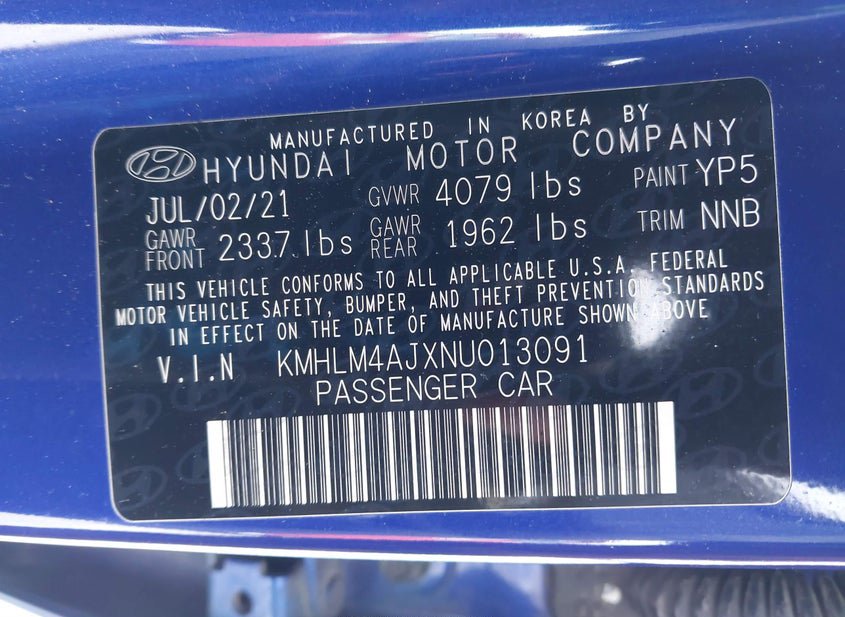 MANUFACTURED IN KOREA BY
HYUNDAI MOTOR COMPANY
JUL/02/21 GVWR 4079 lbs PAINT YP5
GAWR FRONT 2337 lbs GAWR REAR 1962 lbs TRIM NNB
THIS VEHICLE CONFORMS TO ALL APPLICABLE U.S.A. FEDERAL
MOTOR VEHICLE SAFETY, BUMPER, AND THEFT PREVENTION STANDARDS
IN EFFECT ON THE DATE OF MANUFACTURE SHOWN ABOVE
V.I.N KMHLM4AJXNU013091
PASSENGER CAR